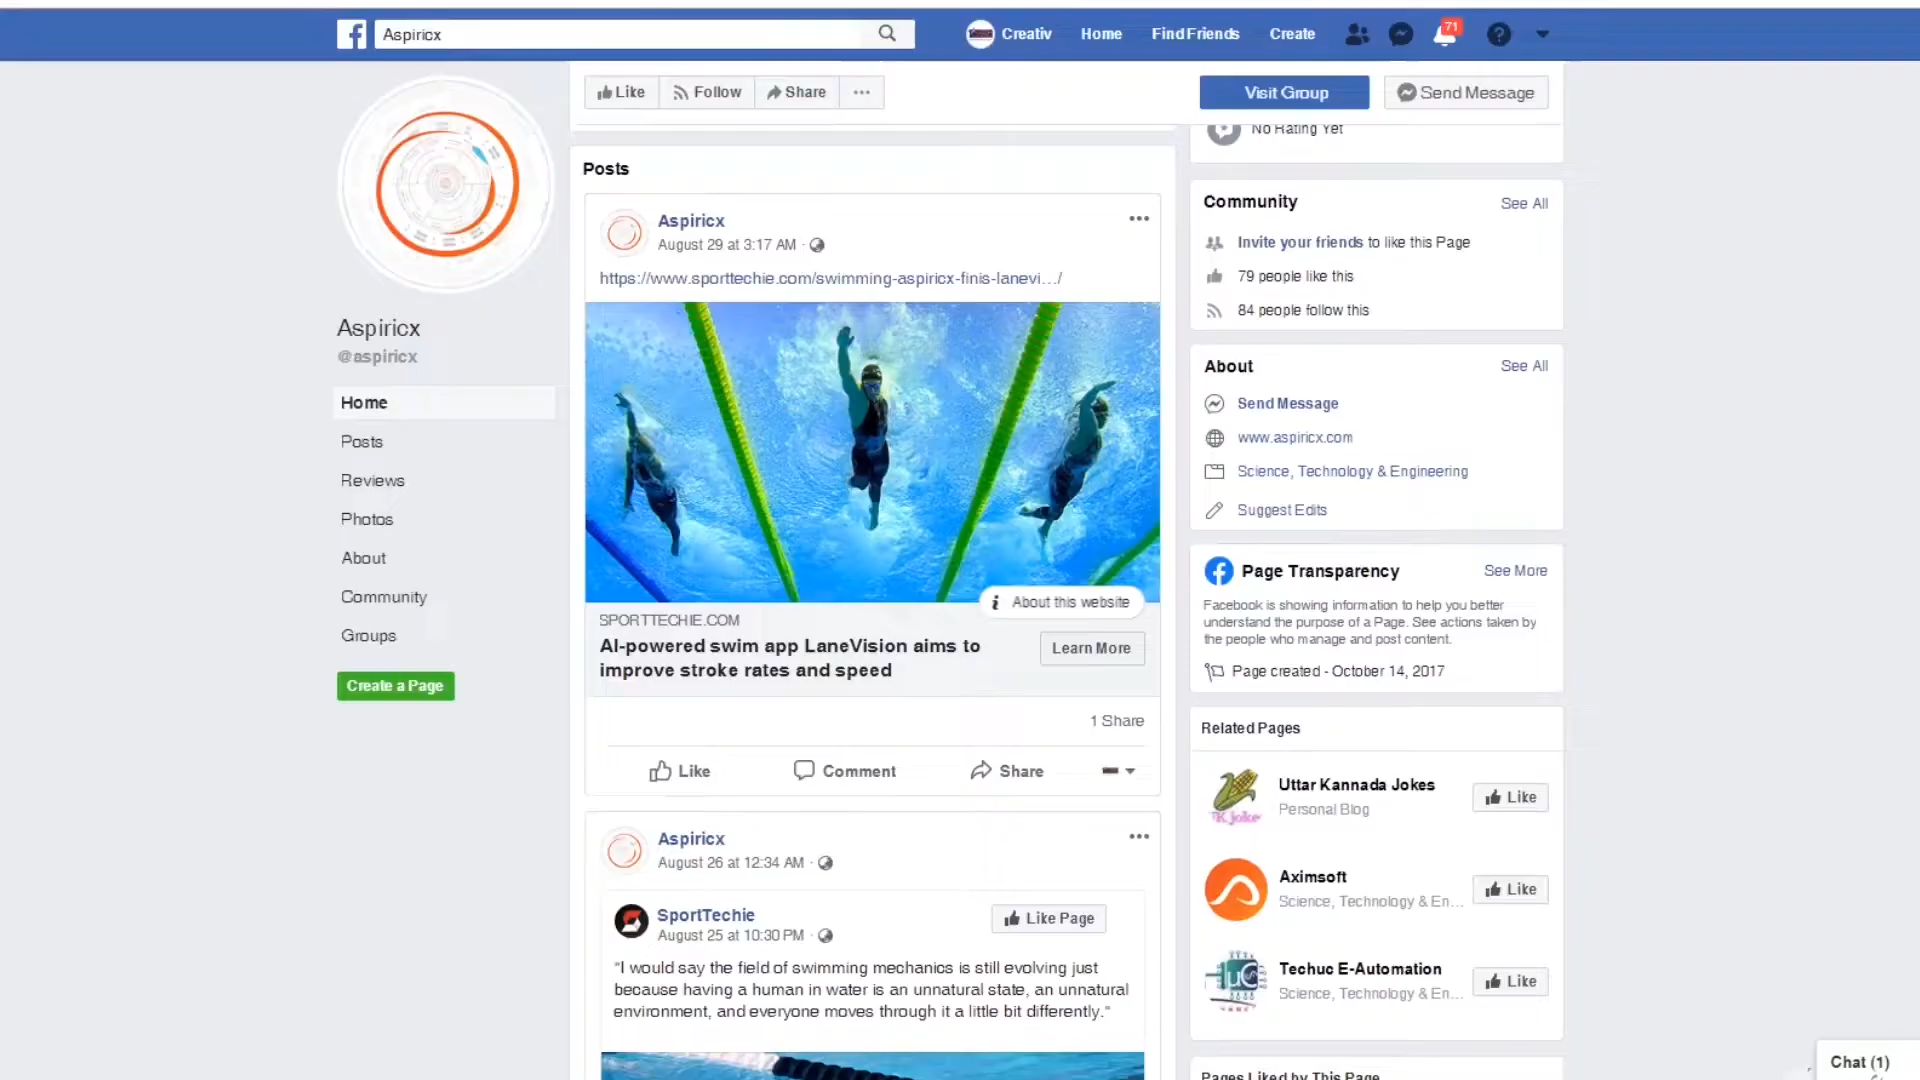 Aspiricx
Creativ
Home
Find Friends
Create
71
Like
Follow
Share
Visit Group
Send Message
Aspiricx
@aspiricx
Home
Posts
Reviews
Photos
About
Community
Groups
Create a Page
Posts
Aspiricx
August 29 at 3:17 AM ·
https://www.sporttechie.com/swimming-aspiricx-finis-lanevi.../
About this website
SPORTTECHIE.COM
AI-powered swim app LaneVision aims to
improve stroke rates and speed
Learn More
1 Share
Like
Comment
Share
Aspiricx
August 26 at 12:34 AM ·
SportTechie
August 25 at 10:30 PM ·
Like Page
"I would say the field of swimming mechanics is still evolving just
because having a human in water is an unnatural state, an unnatural
environment, and everyone moves through it a little bit differently."
No Rating Yet
Community
See All
Invite your friends to like this Page
79 people like this
84 people follow this
About
See All
Send Message
www.aspiricx.com
Science, Technology & Engineering
Suggest Edits
Page Transparency
See More
Facebook is showing information to help you better
understand the purpose of a Page. See actions taken by
the people who manage and post content.
Page created - October 14, 2017
Related Pages
Uttar Kannada Jokes
Personal Blog
Like
Aximsoft
Science, Technology & En...
Like
Techuc E-Automation
Science, Technology & En...
Like
Pages Liked by This Page
Chat (1)